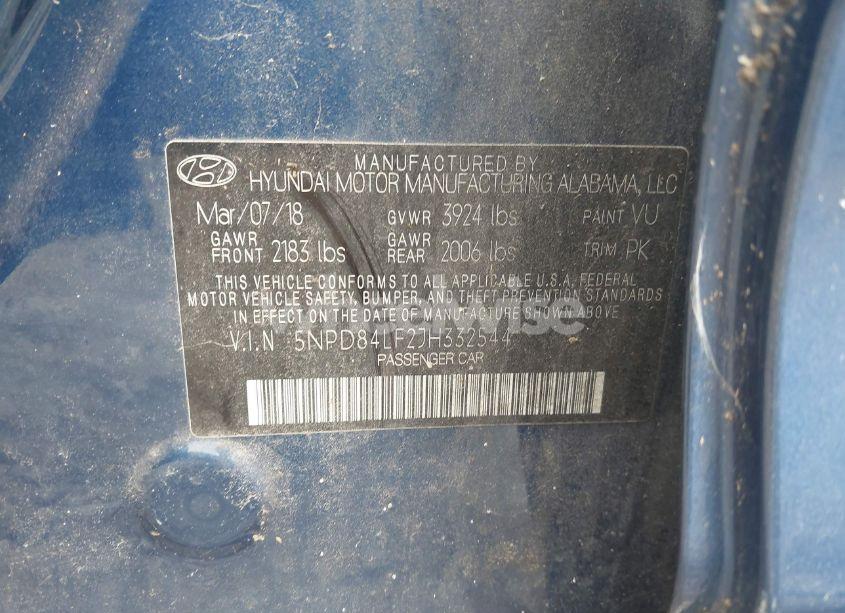 MANUFACTURED BY
HYUNDAI MOTOR MANUFACTURING ALABAMA, LLC
Mar/07/18 GVWR 3924 lbs PAINT VU
GAWR FRONT 2183 lbs GAWR REAR 2006 lbs TRIM PK
THIS VEHICLE CONFORMS TO ALL APPLICABLE U.S.A. FEDERAL
MOTOR VEHICLE SAFETY, BUMPER, AND THEFT PREVENTION STANDARDS
IN EFFECT ON THE DATE OF MANUFACTURE SHOWN ABOVE
V.I.N 5NPD84LF2JH332544
PASSENGER CAR